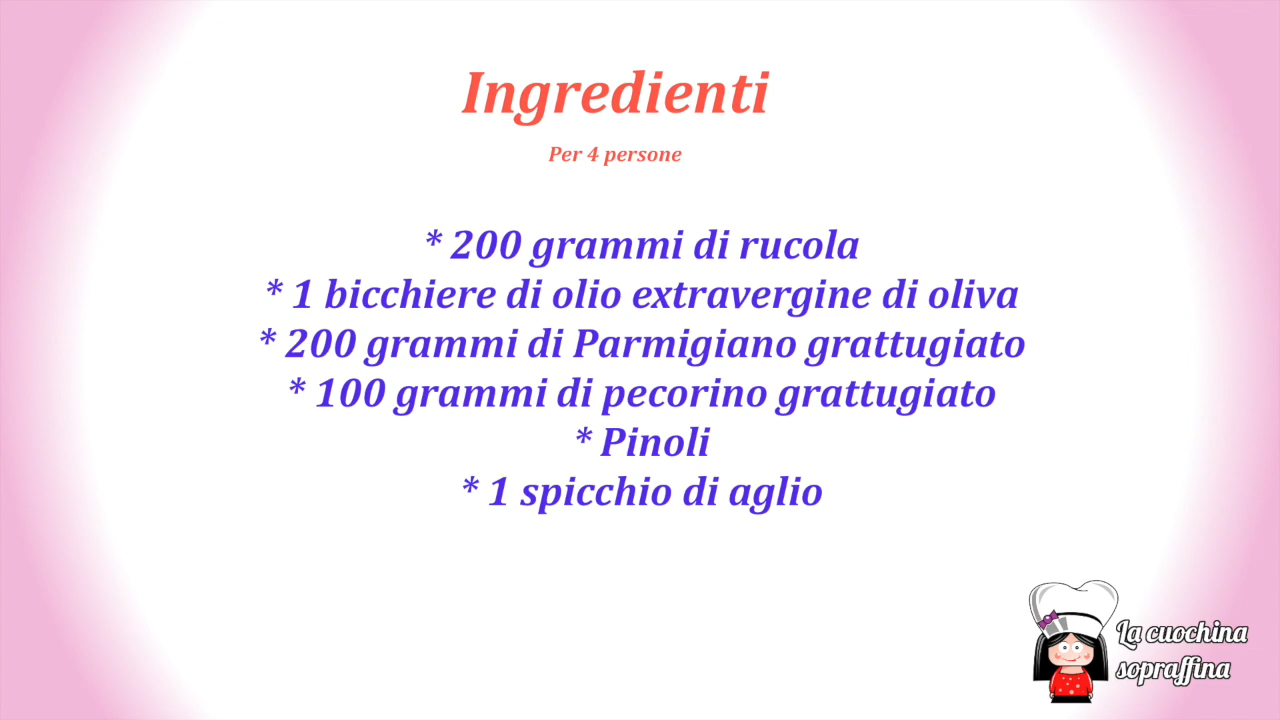 Ingredienti
Per 4 persone
* 200 grammi di rucola
* 1 bicchiere di olio extravergine di oliva
* 200 grammi di Parmigiano grattugiato
* 100 grammi di pecorino grattugiato
* Pinoli
* 1 spicchio di aglio
La cuochina
sopraffina